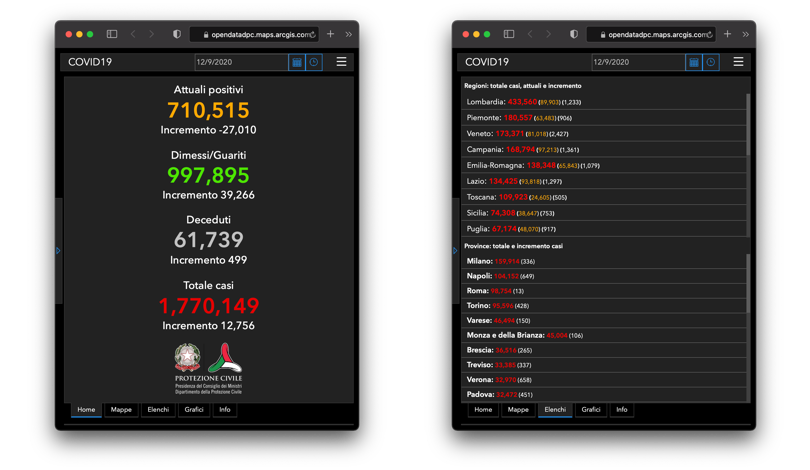 opendatadpc.maps.arcgis.com
COVID19
12/9/2020
Attuali positivi
710,515
Incremento -27,010
Dimessi/Guariti
997,895
Incremento 39,266
Deceduti
61,739
Incremento 499
Totale casi
1,770,149
Incremento 12,756
PROTEZIONE CIVILE
Presidenza del Consiglio dei Ministri
Dipartimento della Protezione Civile
Home Mappe Elenchi Grafici Info
opendatadpc.maps.arcgis.com
COVID19
12/9/2020
Regioni: totale casi, attuali e incremento
Lombardia: 433,560 (89,903) (1,233)
Piemonte: 180,557 (63,483) (906)
Veneto: 173,371 (81,018) (2,427)
Campania: 168,794 (97,213) (1,361)
Emilia-Romagna: 138,348 (65,843) (1,079)
Lazio: 134,425 (93,818) (1,297)
Toscana: 109,923 (24,605) (505)
Sicilia: 74,308 (38,647) (753)
Puglia: 67,174 (48,070) (917)
Province: totale e incremento casi
Milano: 159,914 (336)
Napoli: 104,152 (649)
Roma: 98,754 (13)
Torino: 95,596 (428)
Varese: 46,494 (150)
Monza e della Brianza: 45,004 (106)
Brescia: 36,516 (265)
Treviso: 33,385 (337)
Verona: 32,970 (658)
Padova: 32,472 (451)
Home Mappe Elenchi Grafici Info